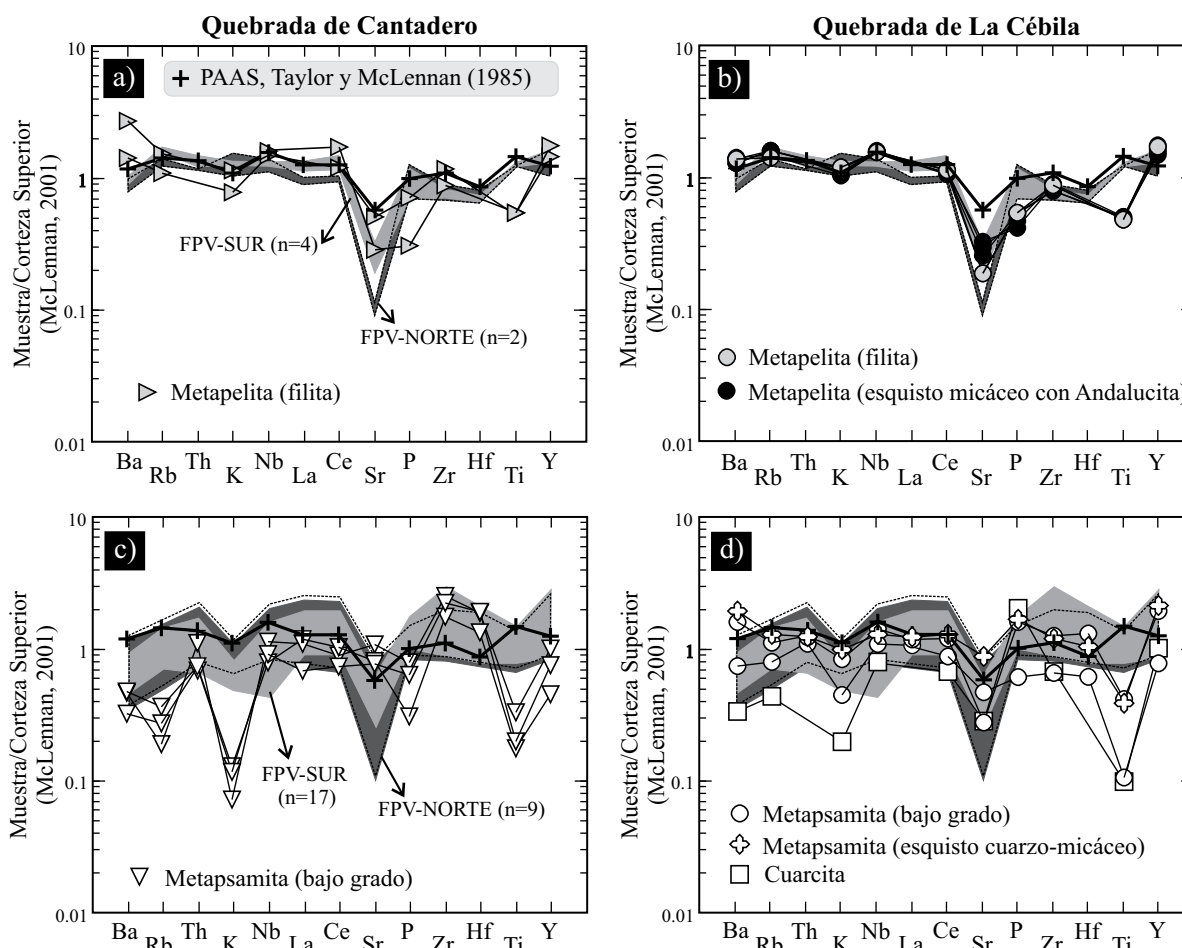 Quebrada de Cantadero
Quebrada de La Cébila
10
1
0.1
0.01
Muestra/Corteza Superior
(McLennan, 2001)
a)
PAAS, Taylor y McLennan (1985)
FPV-SUR (n=4)
FPV-NORTE (n=2)
Metapelita (filita)
Ba Rb Th K Nb La Ce Sr P Zr Hf Ti Y
10
1
0.1
0.01
Muestra/Corteza Superior
(McLennan, 2001)
b)
Metapelita (filita)
Metapelita (esquisto micáceo con Andalucita)
Ba Rb Th K Nb La Ce Sr P Zr Hf Ti Y
10
1
0.1
0.01
Muestra/Corteza Superior
(McLennan, 2001)
c)
FPV-SUR
(n=17)
FPV-NORTE (n=9)
Metapsamita (bajo grado)
Ba Rb Th K Nb La Ce Sr P Zr Hf Ti Y
10
1
0.1
0.01
Muestra/Corteza Superior
(McLennan, 2001)
d)
Metapsamita (bajo grado)
Metapsamita (esquisto cuarzo-micáceo)
Cuarcita
Ba Rb Th K Nb La Ce Sr P Zr Hf Ti Y